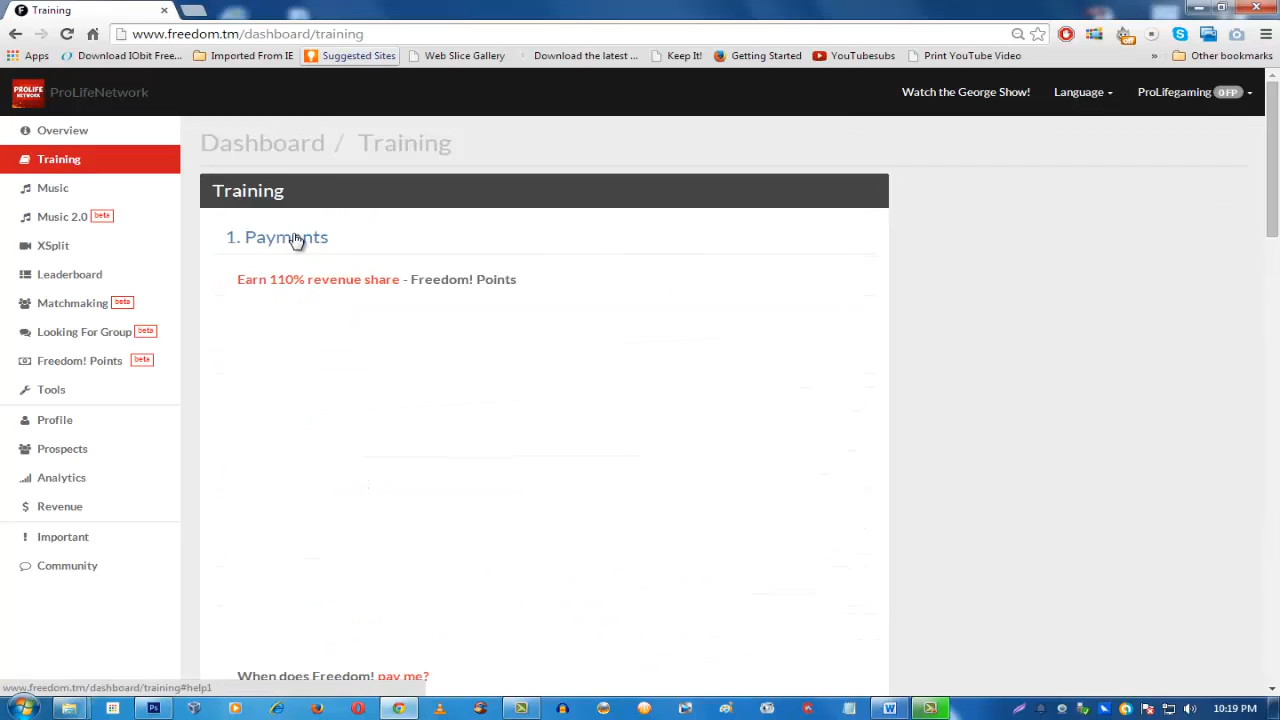 Training
www.freedom.tm/dashboard/training
Apps
Download IObit Free...
Imported From IE
Suggested Sites
Web Slice Gallery
Download the latest ...
Keep It!
Getting Started
YouTubesubs
Print YouTube Video
Other bookmarks
PROLIFE NETWORK
ProLifeNetwork
Watch the George Show!
Language
ProLifegaming 0FP
Overview
Training
Music
Music 2.0 beta
XSplit
Leaderboard
Matchmaking beta
Looking For Group beta
Freedom! Points beta
Tools
Profile
Prospects
Analytics
Revenue
Important
Community
Dashboard / Training
Training
1. Payments
Earn 110% revenue share - Freedom! Points
When does Freedom! pay me?
www.freedom.tm/dashboard/training#help1
10:19 PM